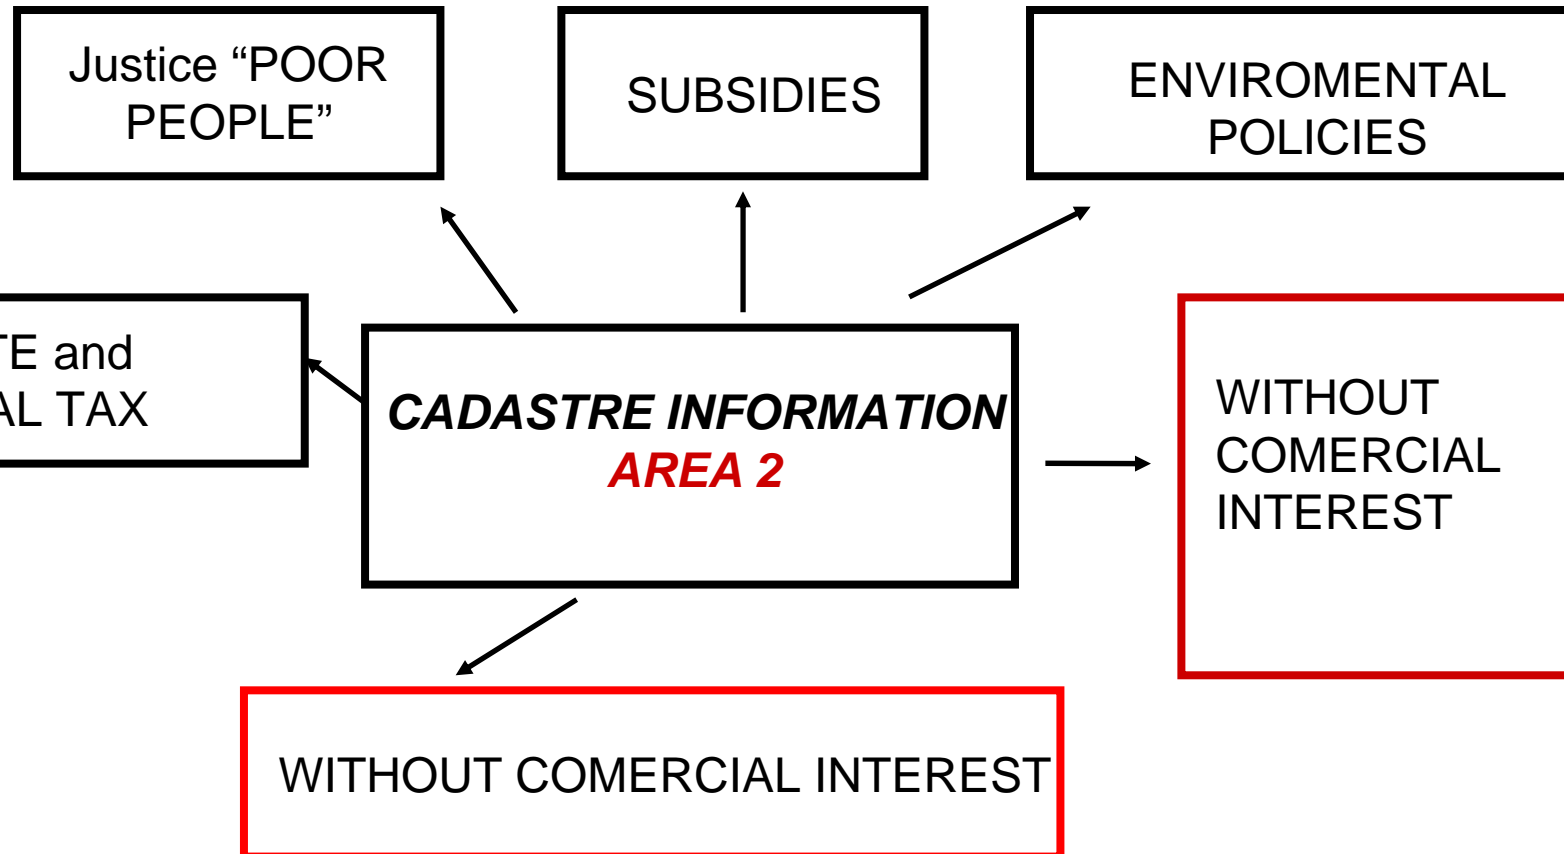 Justice “POOR
PEOPLE”
SUBSIDIES
ENVIROMENTAL
POLICIES
TE and
AL TAX
CADASTRE INFORMATION
AREA 2
WITHOUT
COMERCIAL
INTEREST
WITHOUT COMERCIAL INTEREST